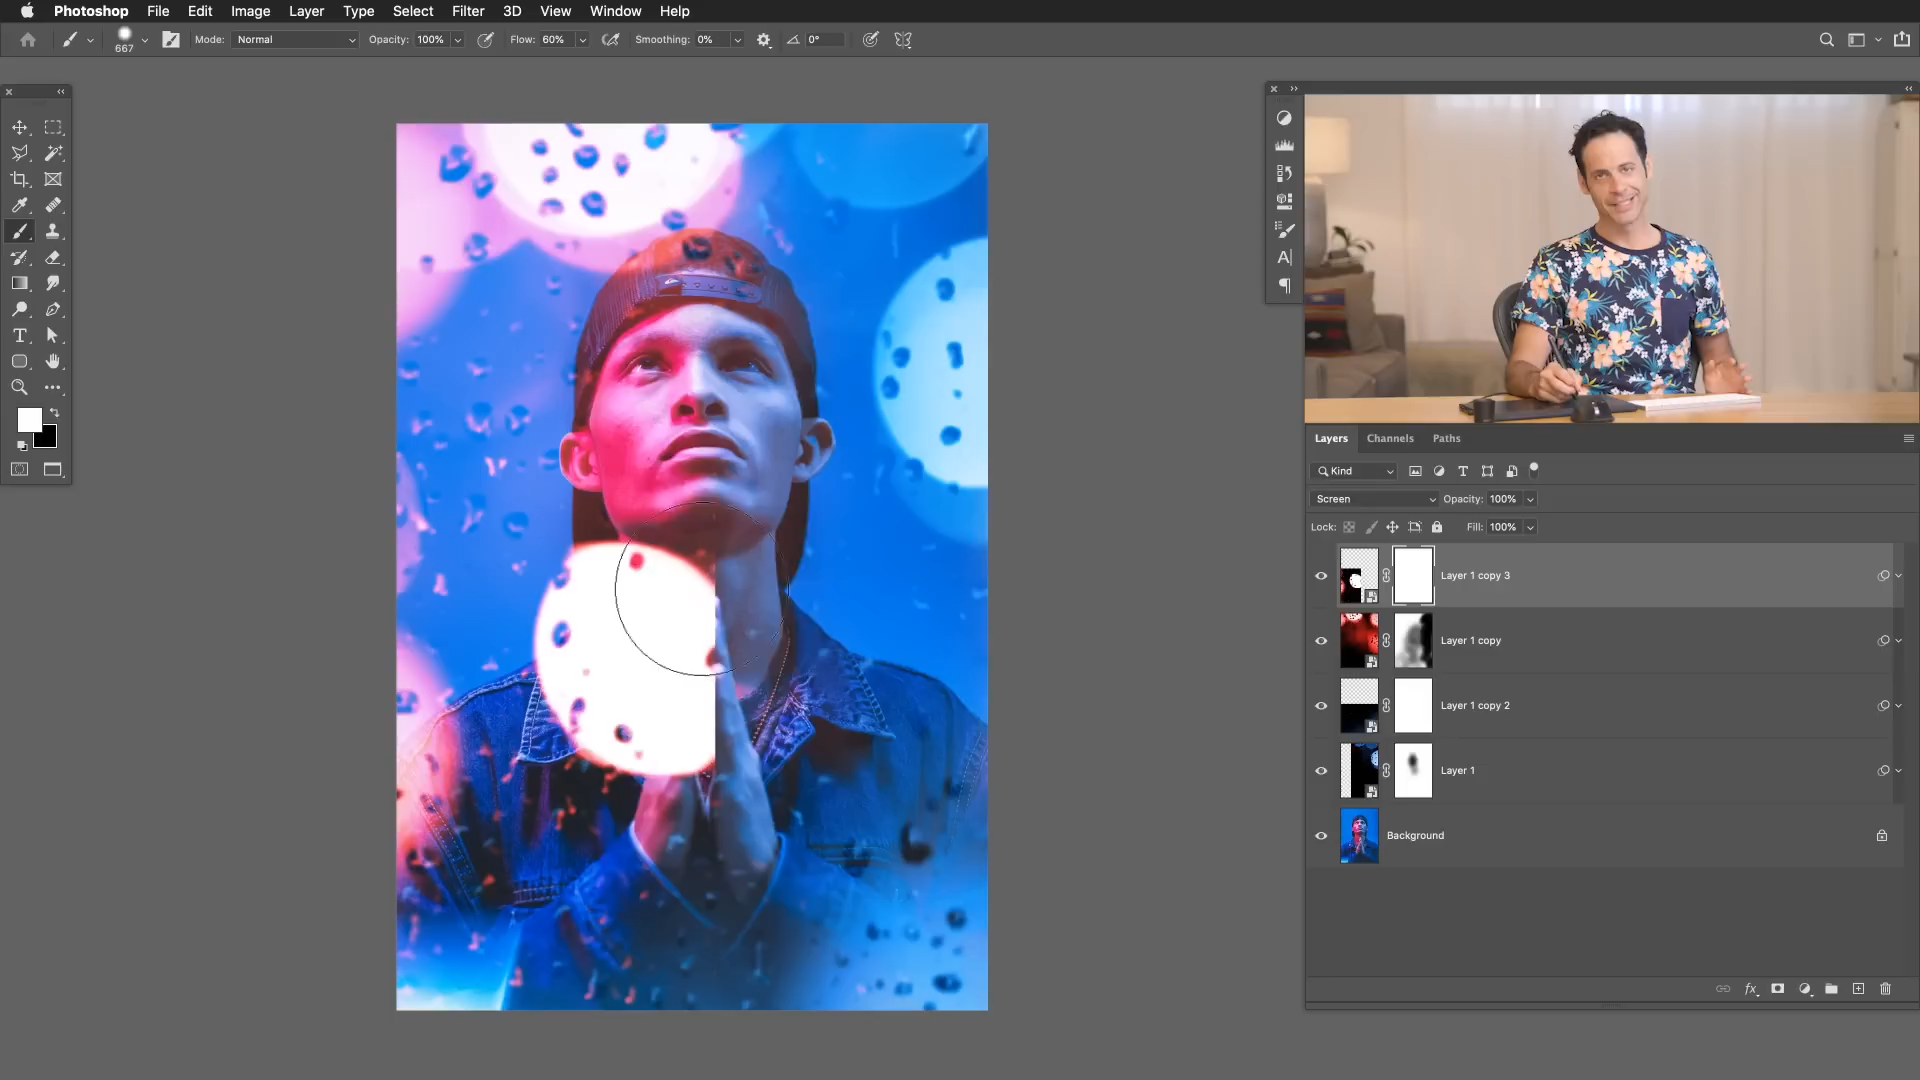 Photoshop File Edit Image Layer Type Select Filter 3D View Window Help
667 Mode: Normal Opacity: 100% Flow: 60% Smoothing: 0% 0°
Layers Channels Paths
Kind
Screen Opacity: 100%
Lock: Fill: 100%
Layer 1 copy 3
Layer 1 copy
Layer 1 copy 2
Layer 1
Background
fx